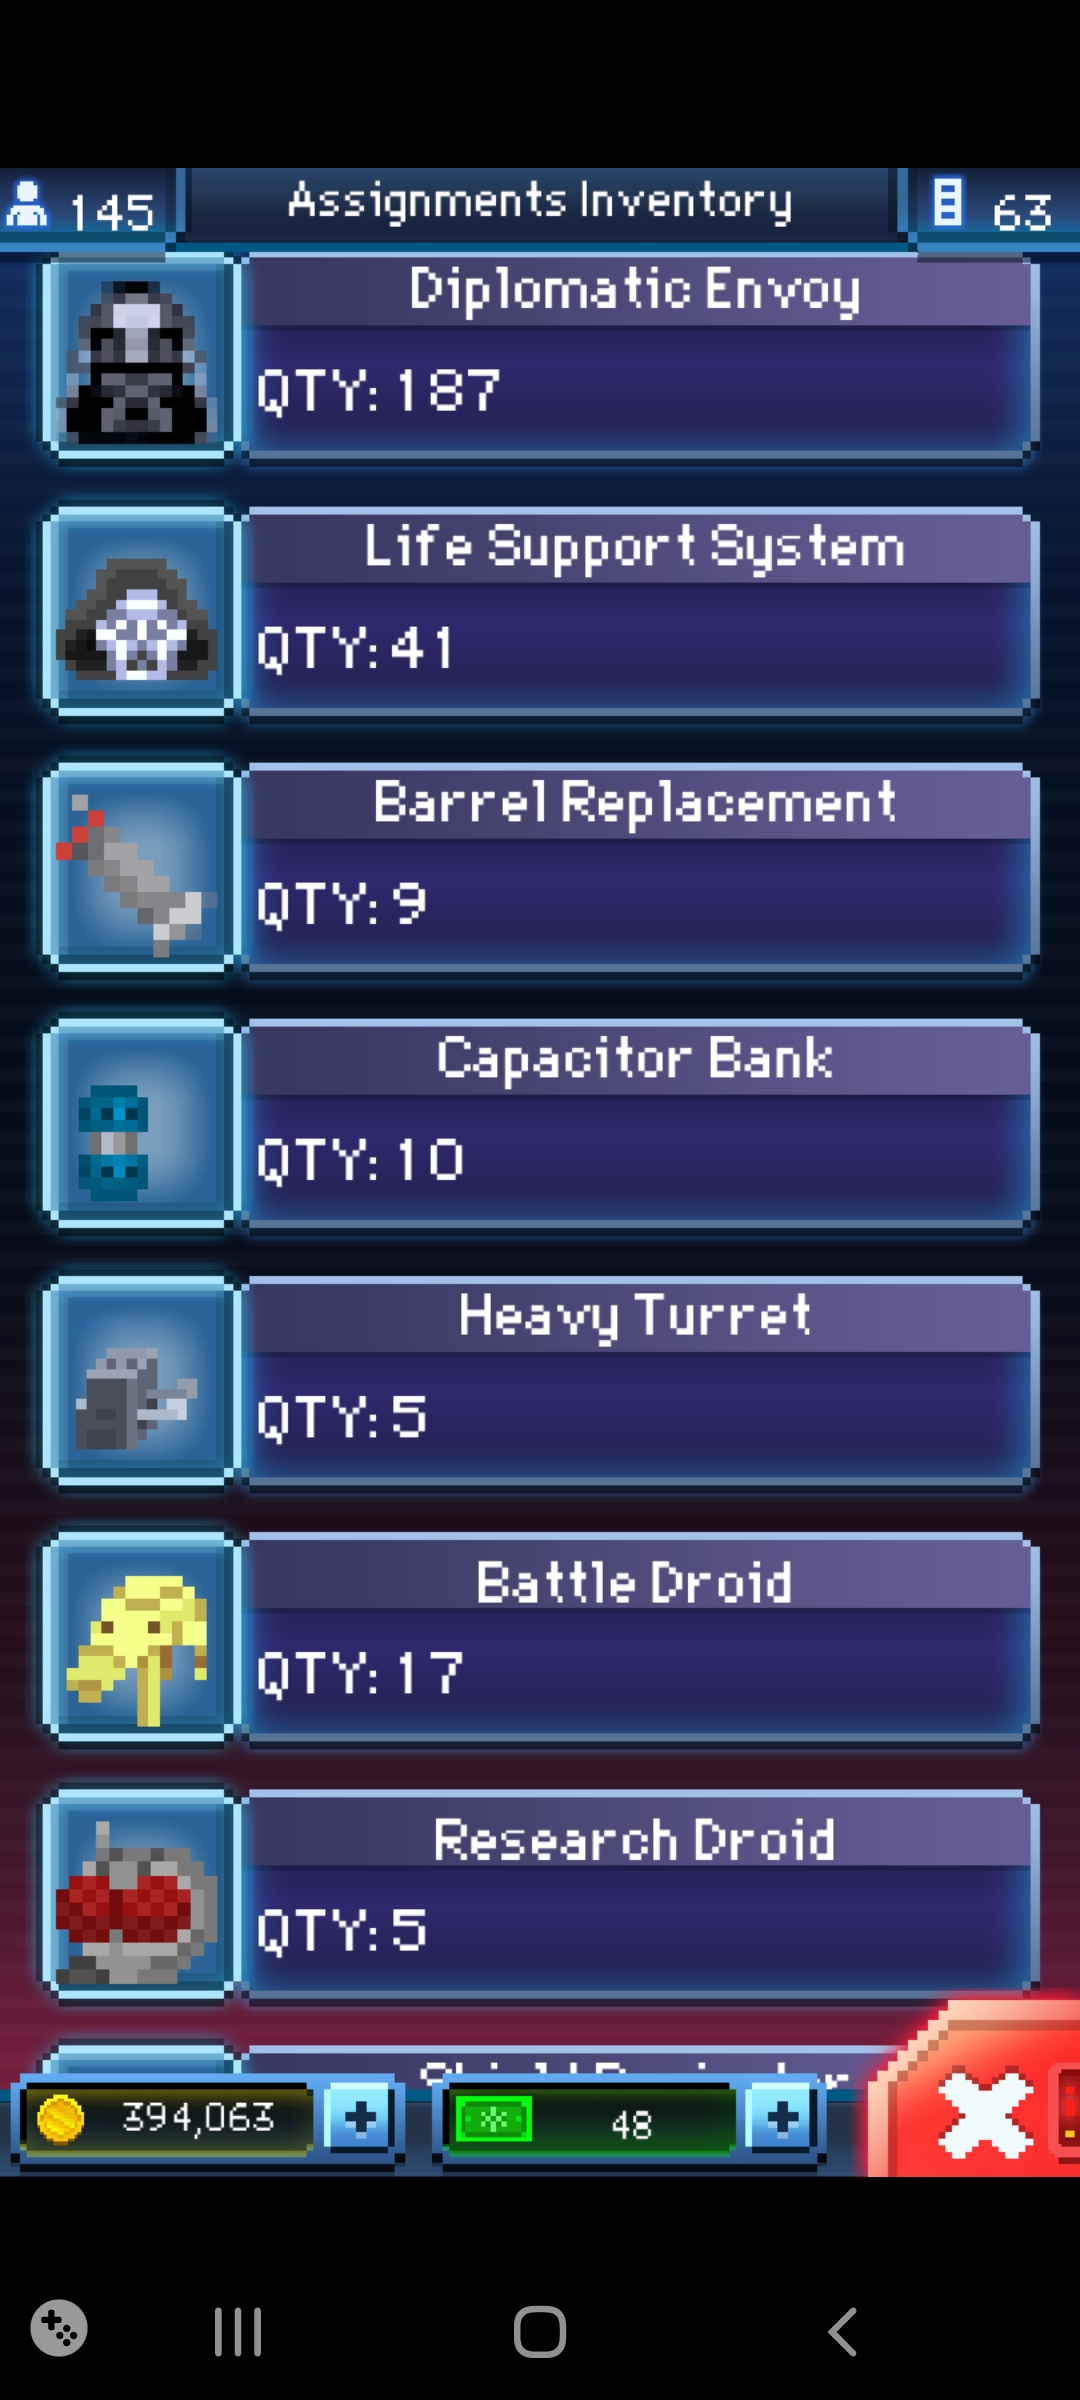 145
Assignments Inventory
63
Diplomatic Envoy
QTY: 187
Life Support System
QTY: 41
Barrel Replacement
QTY: 9
Capacitor Bank
QTY: 10
Heavy Turret
QTY: 5
Battle Droid
QTY: 17
Research Droid
QTY: 5
394,063
48